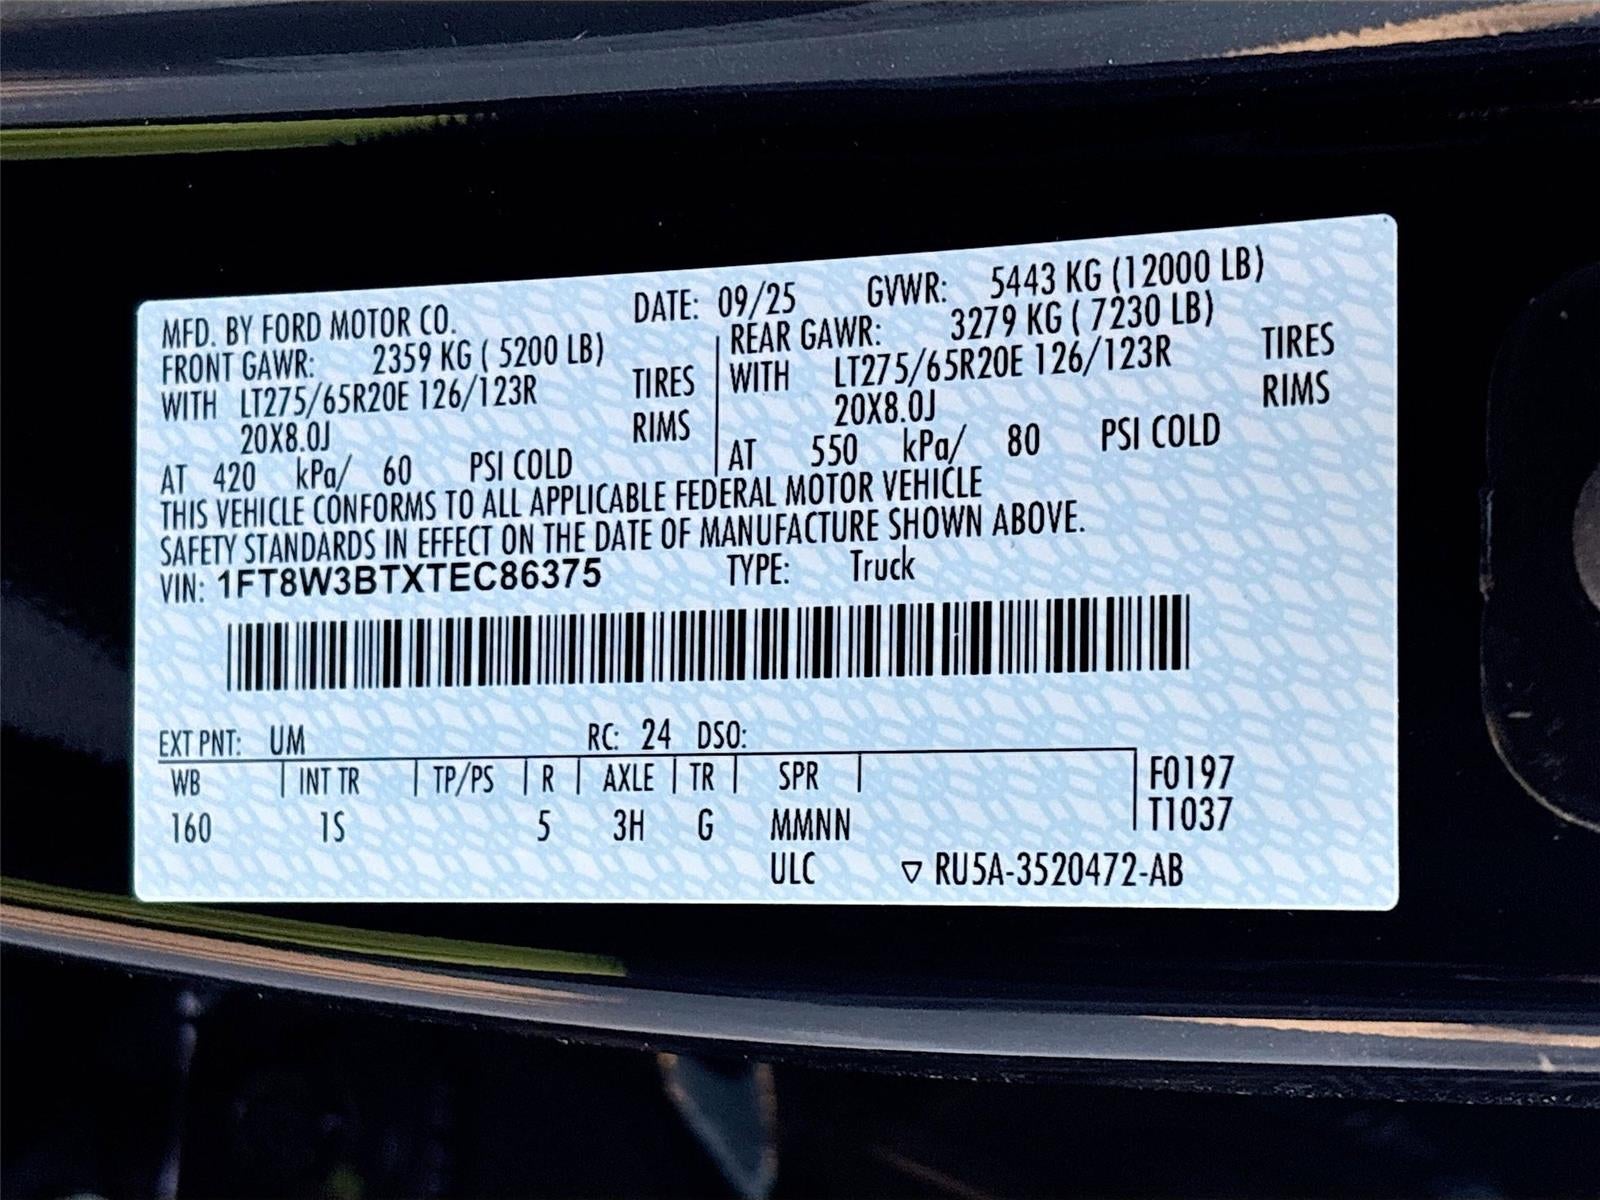 MFD. BY FORD MOTOR CO. DATE: 09/25 GVWR: 5443 KG (12000 LB)
FRONT GAWR: 2359 KG ( 5200 LB) REAR GAWR: 3279 KG ( 7230 LB)
WITH LT275/65R20E 126/123R TIRES WITH LT275/65R20E 126/123R TIRES
20X8.0J RIMS 20X8.0J RIMS
AT 420 kPa/ 60 PSI COLD AT 550 kPa/ 80 PSI COLD
THIS VEHICLE CONFORMS TO ALL APPLICABLE FEDERAL MOTOR VEHICLE
SAFETY STANDARDS IN EFFECT ON THE DATE OF MANUFACTURE SHOWN ABOVE.
VIN: 1FT8W3BTXTEC86375 TYPE: Truck
EXT PNT: UM RC: 24 DSO:
WB INT TR TP/PS R AXLE TR SPR F0197
160 1S 5 3H G MMNN T1037
ULC ▽ RU5A-3520472-AB